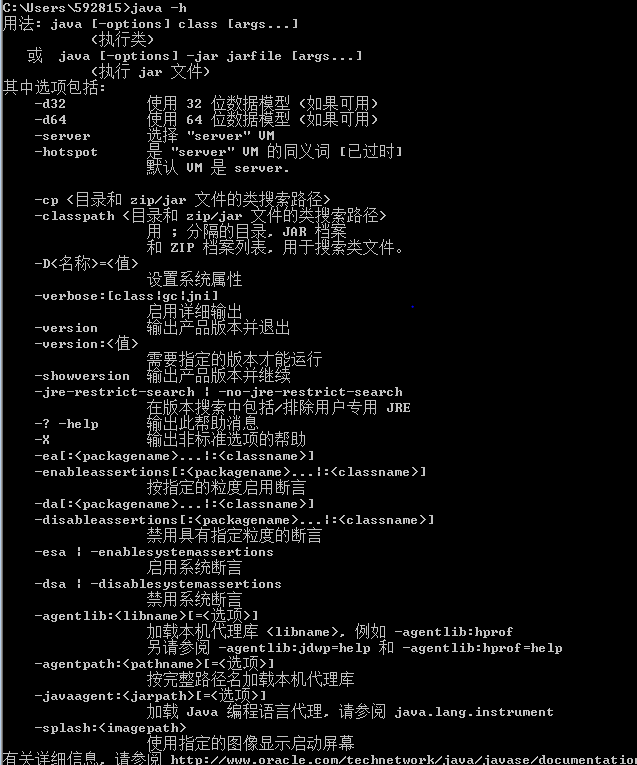 C:\Users\592815>java -h
用法: java [-options] class [args...]
(执行类)
或 java [-options] -jar jarfile [args...]
(执行 jar 文件)
其中选项包括:
-d32 使用 32 位数据模型 (如果可用)
-d64 使用 64 位数据模型 (如果可用)
-server 选择 "server" VM
-hotspot 是 "server" VM 的同义词 [已过时]
默认 VM 是 server.
-cp <目录和 zip/jar 文件的类搜索路径>
-classpath <目录和 zip/jar 文件的类搜索路径>
用 ; 分隔的目录, JAR 档案
和 ZIP 档案列表, 用于搜索类文件。
-D<名称>=<值>
设置系统属性
-verbose:[class|gc|jni]
启用详细输出
-version 输出产品版本并退出
-version:<值>
需要指定的版本才能运行
-showversion 输出产品版本并继续
-jre-restrict-search | -no-jre-restrict-search
在版本搜索中包括/排除用户专用 JRE
-? -help 输出此帮助消息
-X 输出非标准选项的帮助
-ea[:<packagename>...|:<classname>]
-enableassertions[:<packagename>...|:<classname>]
按指定的粒度启用断言
-da[:<packagename>...|:<classname>]
-disableassertions[:<packagename>...|:<classname>]
禁用具有指定粒度的断言
-esa | -enablesystemassertions
启用系统断言
-dsa | -disablesystemassertions
禁用系统断言
-agentlib:<libname>[=<选项>]
加载本机代理库 <libname>, 例如 -agentlib:hprof
另请参阅 -agentlib:jdwp=help 和 -agentlib:hprof=help
-agentpath:<pathname>[=<选项>]
按完整路径名加载本机代理库
-javaagent:<jarpath>[=<选项>]
加载 Java 编程语言代理, 请参阅 java.lang.instrument
-splash:<imagepath>
使用指定的图像显示启动屏幕
有关详细信息, 请参阅 http://www.oracle.com/technetwork/java/javase/documentatio